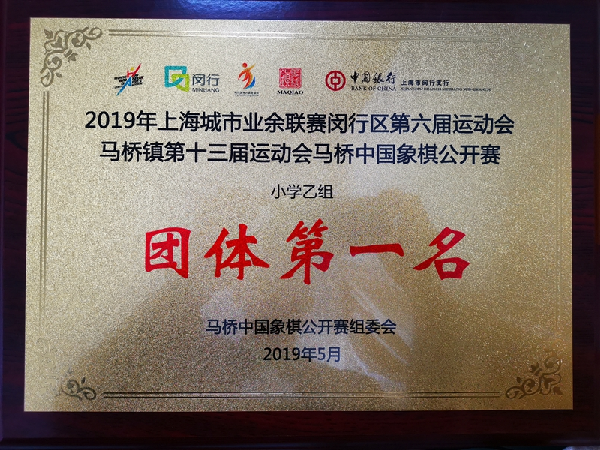 闵行
MINHANG
MAQIAO
中国银行
BANK OF CHINA
上海市闵行支行
2019年上海城市业余联赛闵行区第六届运动会
马桥镇第十三届运动会马桥中国象棋公开赛
小学乙组
团体第一名
马桥中国象棋公开赛组委会
2019年5月